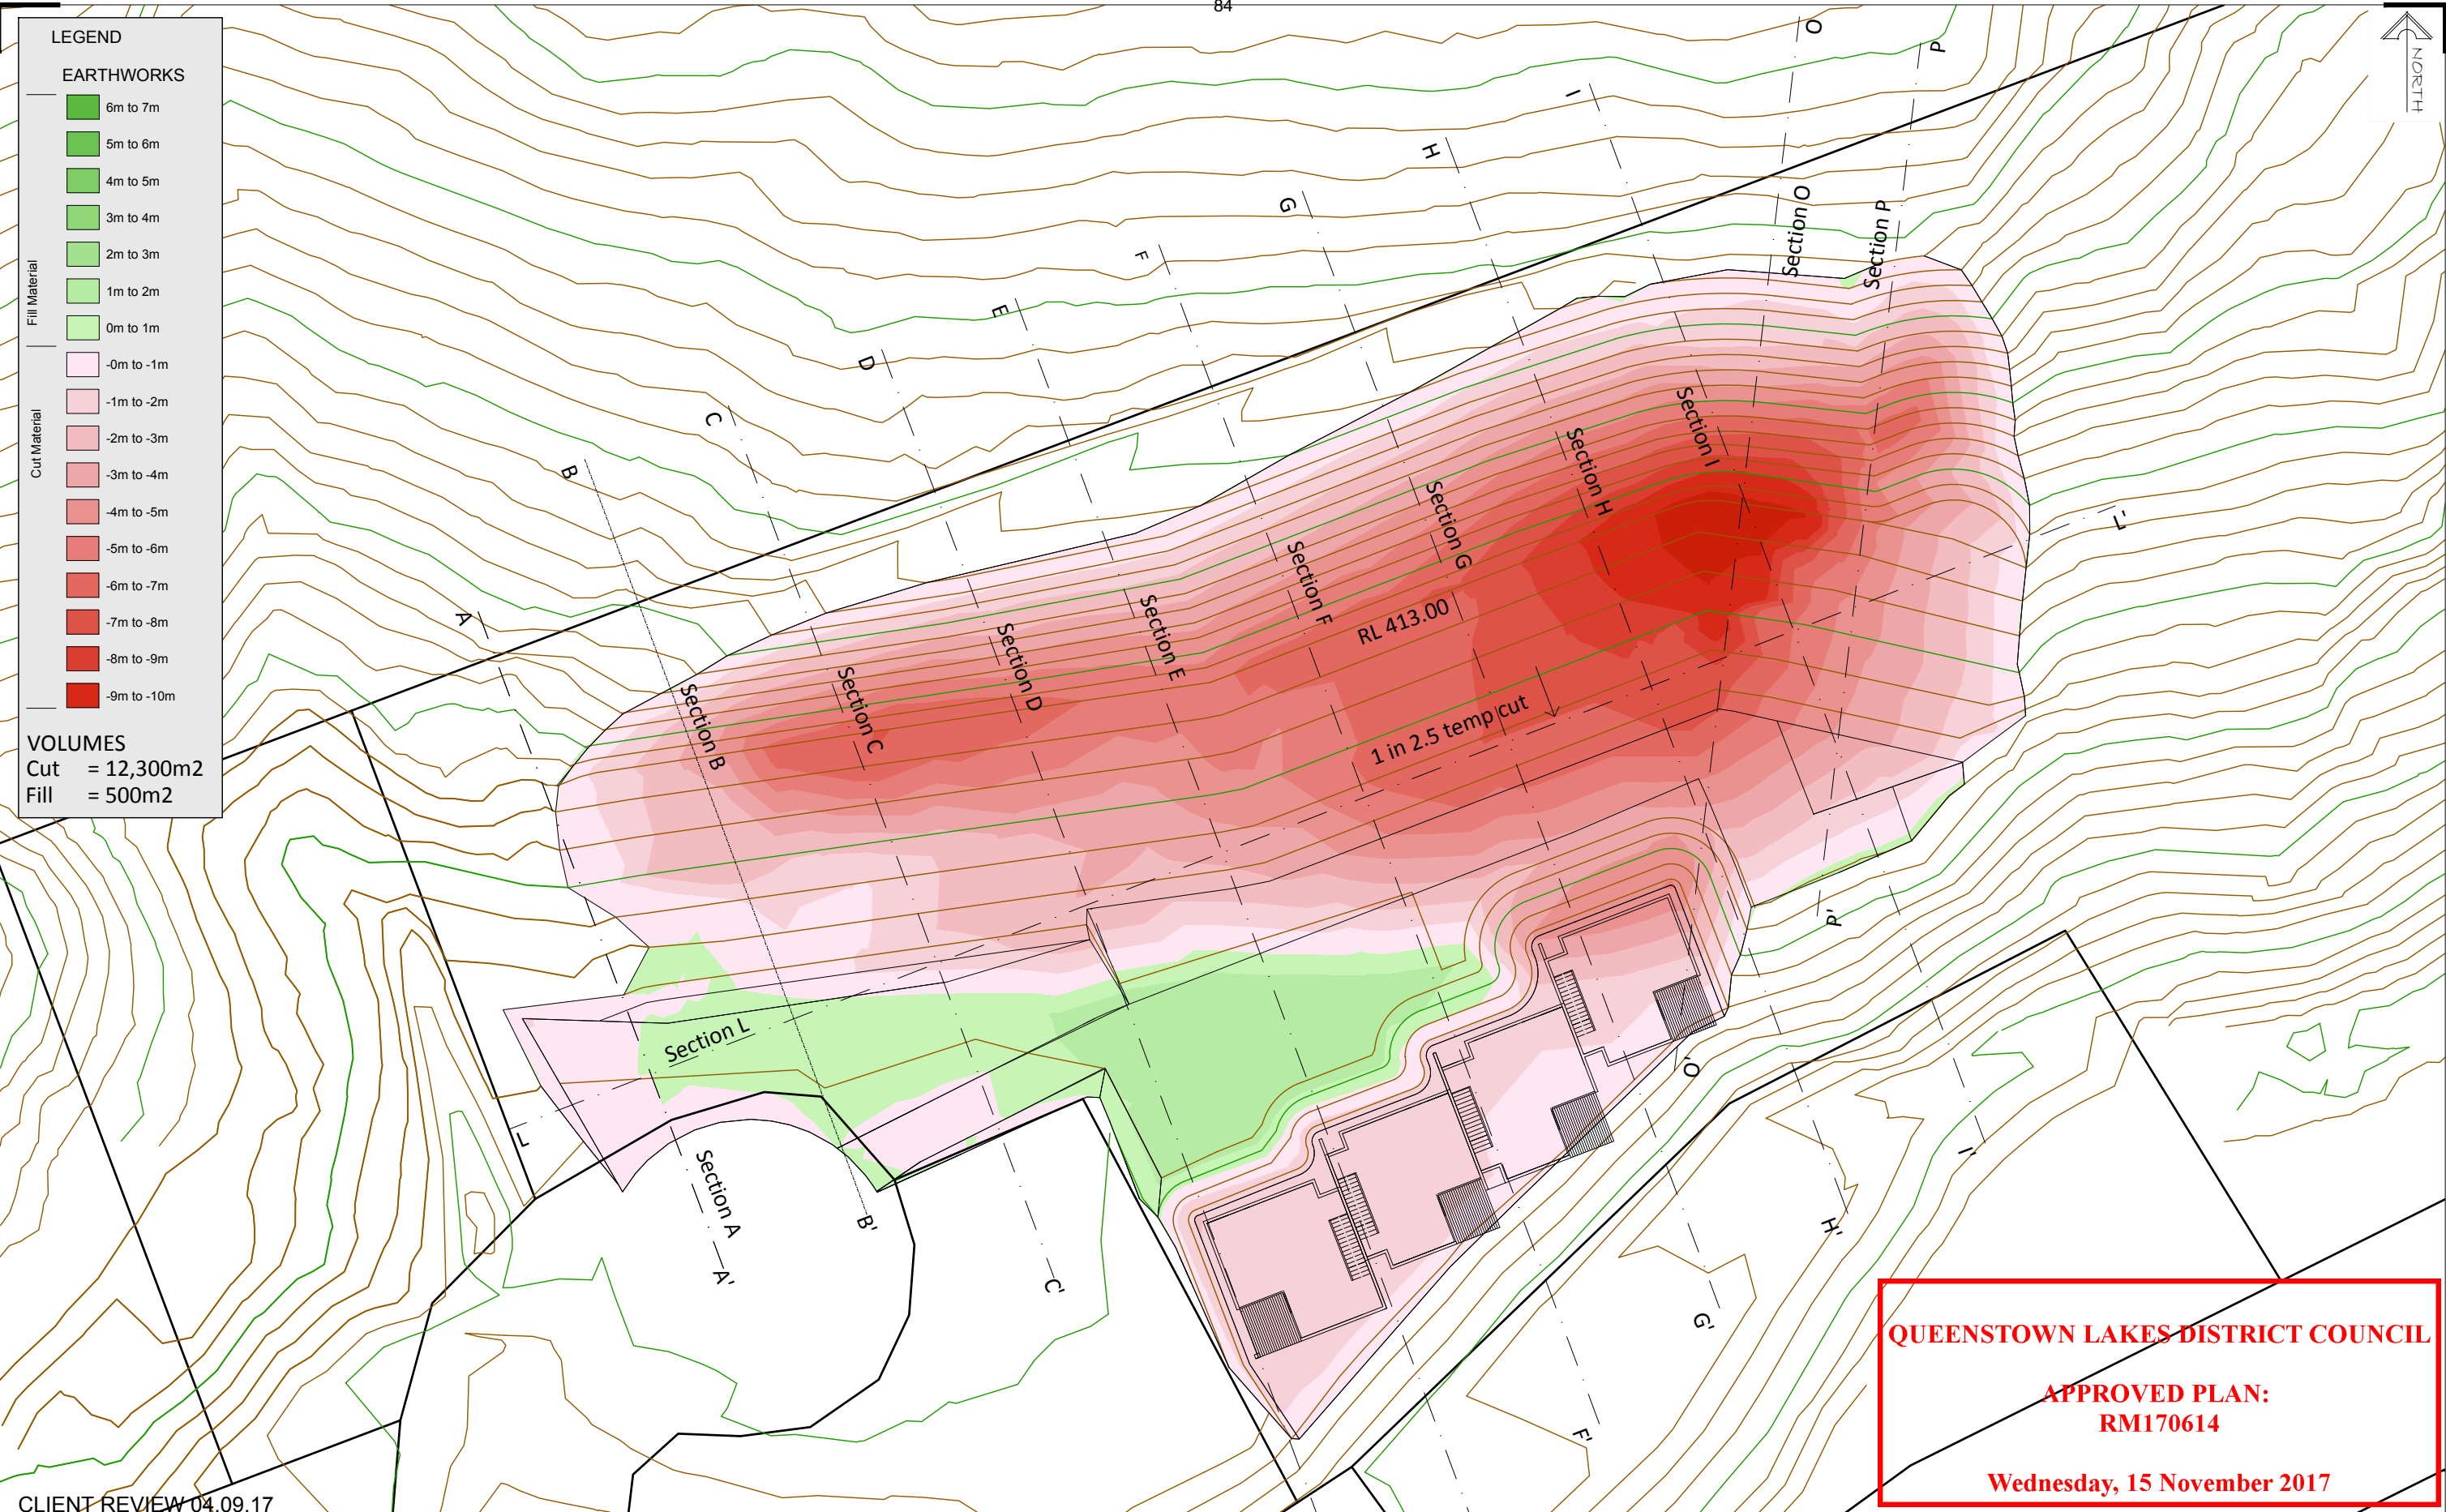 84
LEGEND
EARTHWORKS
6m to 7m
5m to 6m
4m to 5m
3m to 4m
2m to 3m
1m to 2m
0m to 1m
-0m to -1m
-1m to -2m
-2m to -3m
-3m to -4m
-4m to -5m
-5m to -6m
-6m to -7m
-7m to -8m
-8m to -9m
-9m to -10m
Fill Material
Cut Material
VOLUMES
Cut = 12,300m2
Fill = 500m2
NORTH
O
P
I
H
G
F
E
D
C
B
A
Section O
Section P
Section I
Section H
Section G
Section F
Section E
Section D
Section C
Section B
L'
RL 413.00
1 in 2.5 temp cut
Section L
L
Section A
A'
B'
C'
P'
O'
I'
H'
G'
F'
QUEENSTOWN LAKES DISTRICT COUNCIL
APPROVED PLAN:
RM170614
Wednesday, 15 November 2017
CLIENT REVIEW 04.09.17